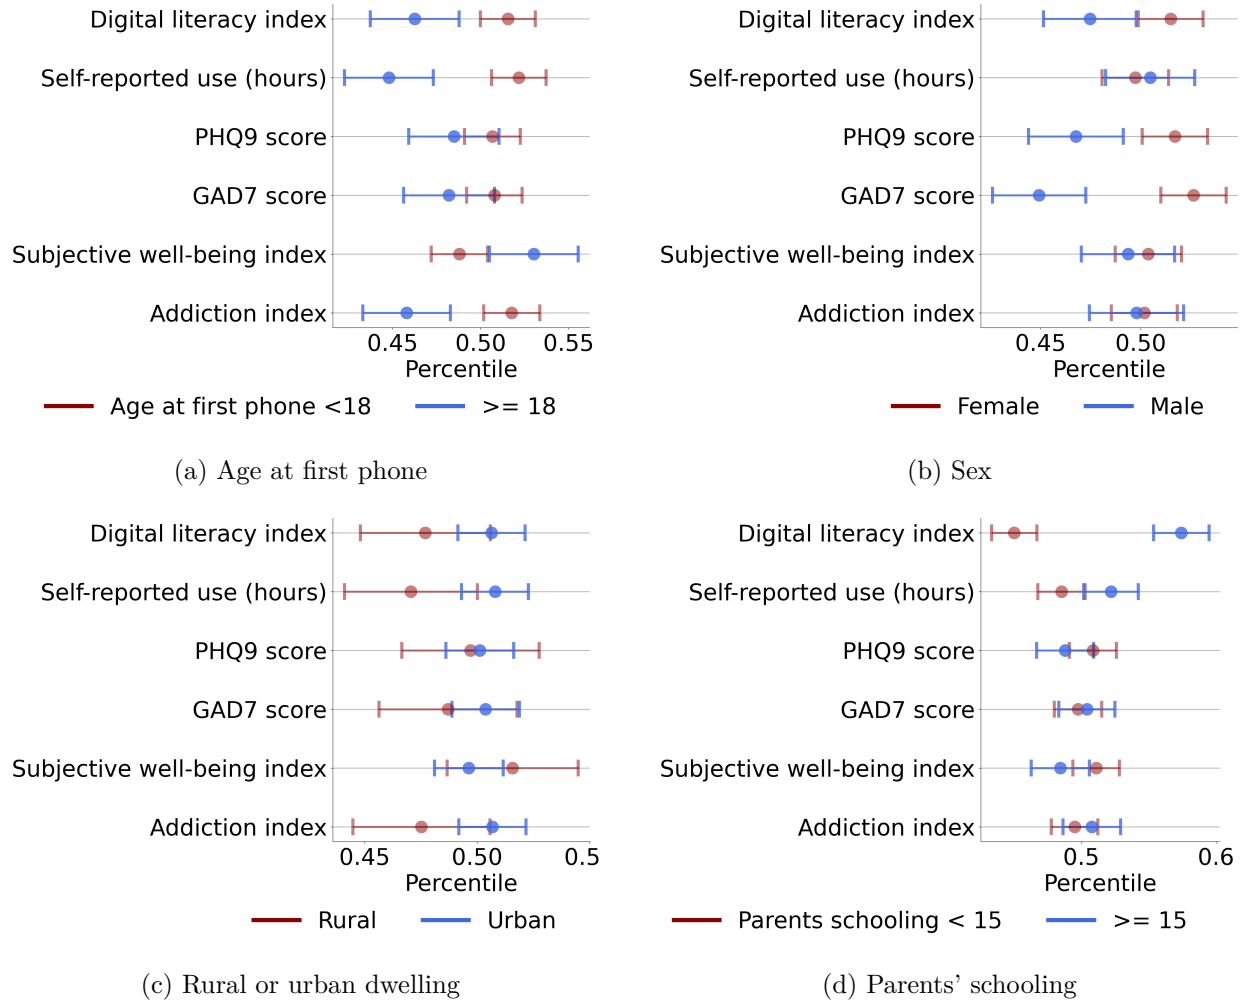 Digital literacy index
Self-reported use (hours)
PHQ9 score
GAD7 score
Subjective well-being index
Addiction index
0.45 0.50 0.55
Percentile
Age at first phone <18 >= 18
(a) Age at first phone
Digital literacy index
Self-reported use (hours)
PHQ9 score
GAD7 score
Subjective well-being index
Addiction index
0.45 0.50
Percentile
Female Male
(b) Sex
Digital literacy index
Self-reported use (hours)
PHQ9 score
GAD7 score
Subjective well-being index
Addiction index
0.45 0.50 0.5
Percentile
Rural Urban
(c) Rural or urban dwelling
Digital literacy index
Self-reported use (hours)
PHQ9 score
GAD7 score
Subjective well-being index
Addiction index
0.5 0.6
Percentile
Parents schooling < 15 >= 15
(d) Parents’ schooling